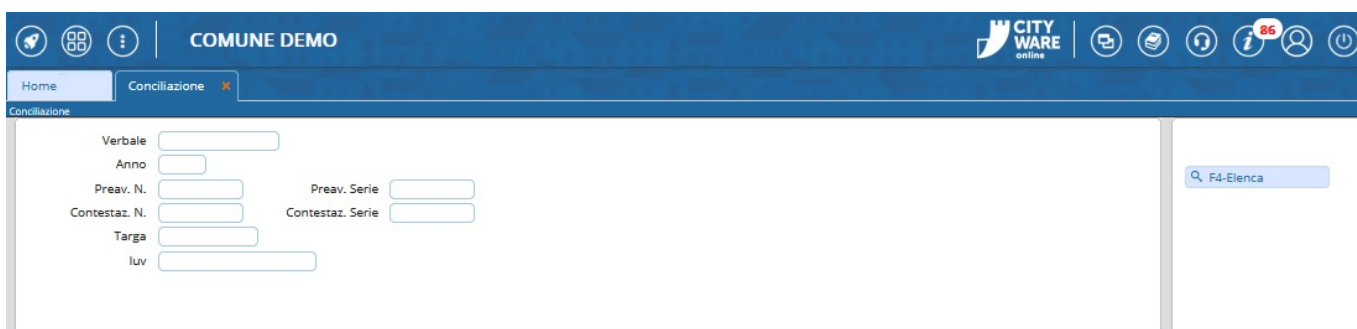 COMUNE DEMO
CITY
WARE
online
86
Home
Conciliazione
Conciliazione
Verbale
Anno
Preav. N. Preav. Serie
Contestaz. N. Contestaz. Serie
Targa
Iuv
F4-Elenca